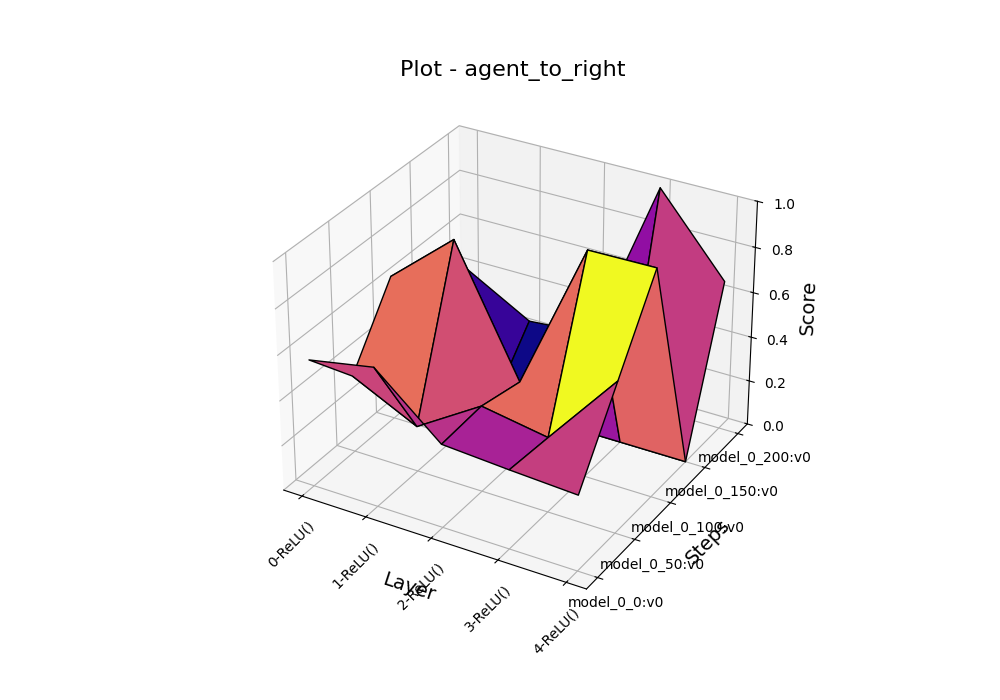 Plot - agent_to_right
1.0
0.8
0.6
0.4
0.2
0.0
Score
model_0_200:v0
model_0_150:v0
model_0_100:v0
model_0_50:v0
model_0_0:v0
Steps
0-ReLU()
1-ReLU()
2-ReLU()
3-ReLU()
4-ReLU()
Layer